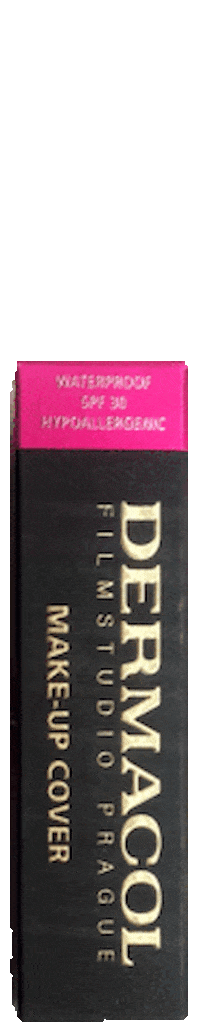 WATERPROOF
SPF 30
HYPOALLERGENIC
DERMACOL
FILMSTUDIO PRAGUE
MAKE-UP COVER